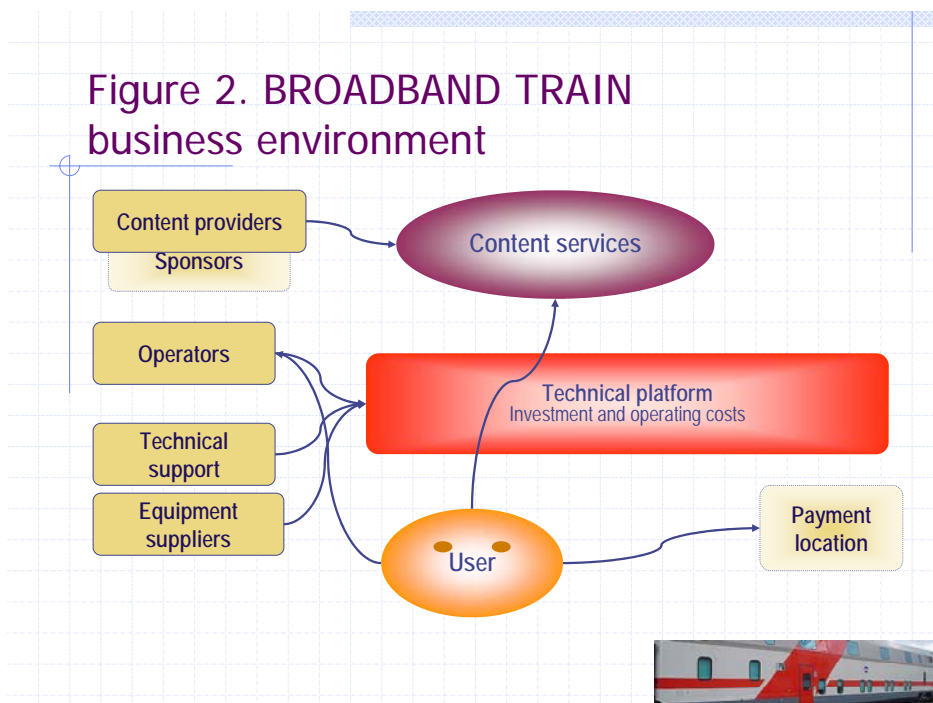 Figure 2. BROADBAND TRAIN
business environment
Content providers
Sponsors
Content services
Operators
Technical platform
Investment and operating costs
Technical
support
Equipment
suppliers
User
Payment
location